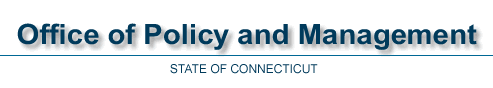 Office of Policy and Management
STATE OF CONNECTICUT